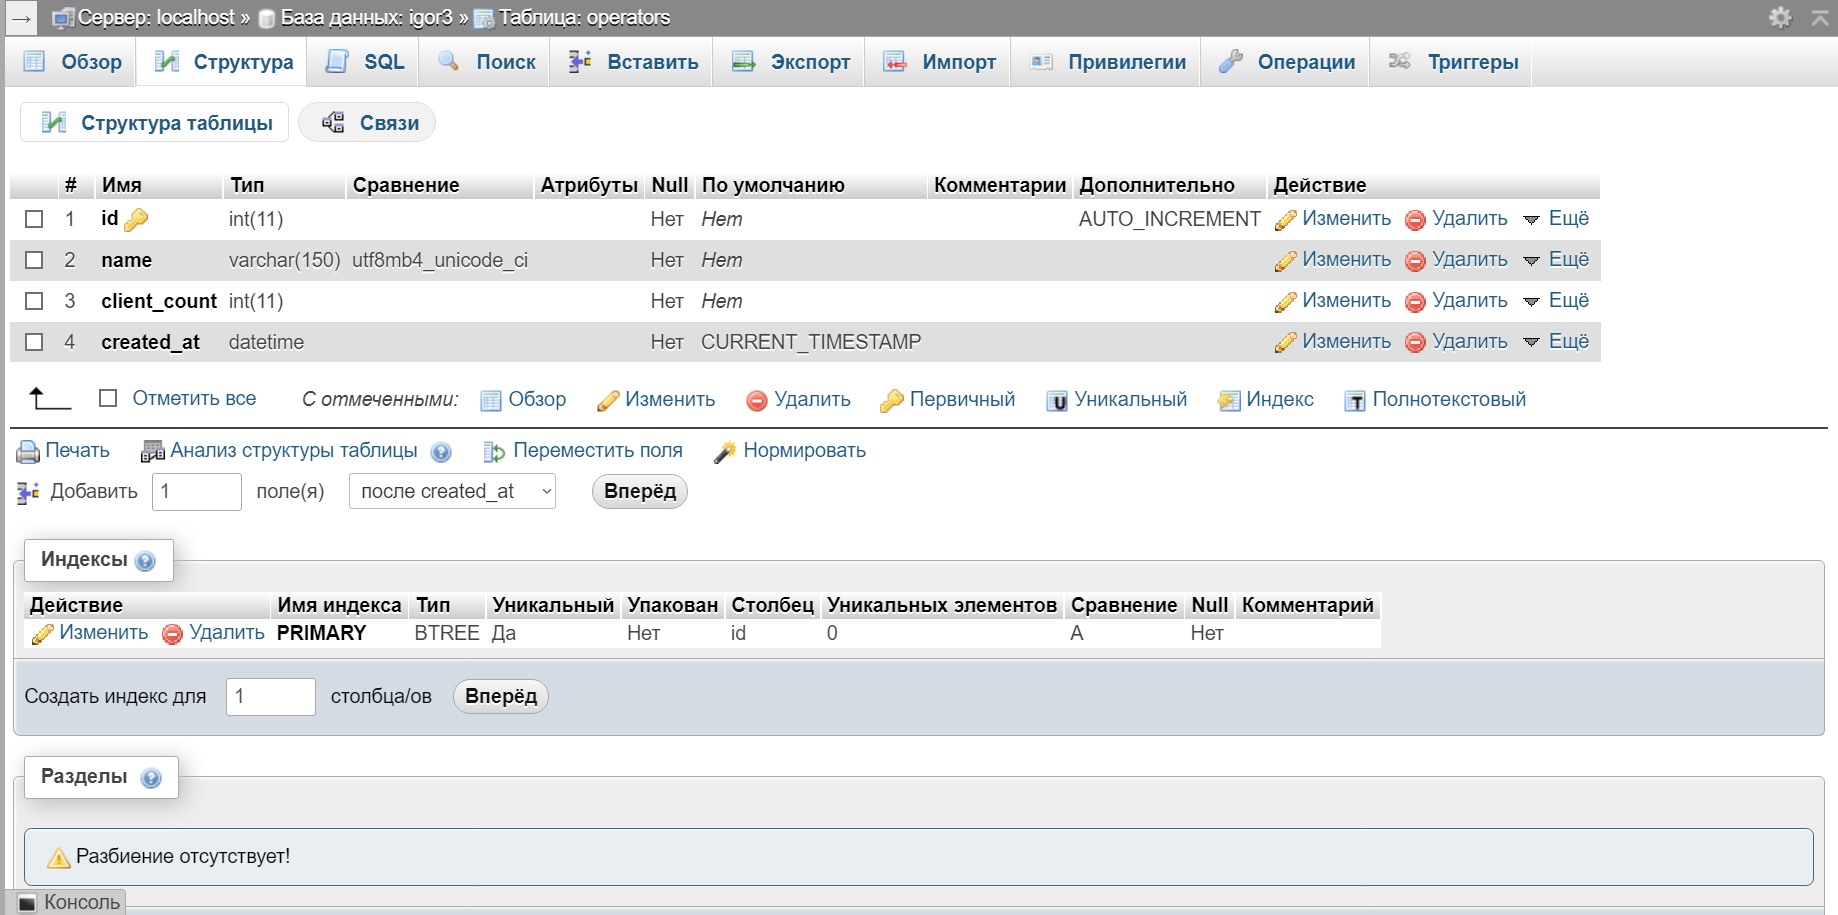 Сервер: localhost » База данных: igor3 » Таблица: operators
Обзор Структура SQL Поиск Вставить Экспорт Импорт Привилегии Операции Триггеры
Структура таблицы Связи
# Имя Тип Сравнение Атрибуты Null По умолчанию Комментарии Дополнительно Действие
1 id int(11) Нет Нет AUTO_INCREMENT Изменить Удалить Ещё
2 name varchar(150) utf8mb4_unicode_ci Нет Нет Изменить Удалить Ещё
3 client_count int(11) Нет Нет Изменить Удалить Ещё
4 created_at datetime Нет CURRENT_TIMESTAMP Изменить Удалить Ещё
Отметить все С отмеченными: Обзор Изменить Удалить Первичный Уникальный Индекс Полнотекстовый
Печать Анализ структуры таблицы Переместить поля Нормировать
Добавить 1 поле(я) после created_at Вперёд
Индексы
Действие Имя индекса Тип Уникальный Упакован Столбец Уникальных элементов Сравнение Null Комментарий
Изменить Удалить PRIMARY BTREE Да Нет id 0 A Нет
Создать индекс для 1 столбца/ов Вперёд
Разделы
Разбиение отсутствует!
Консоль